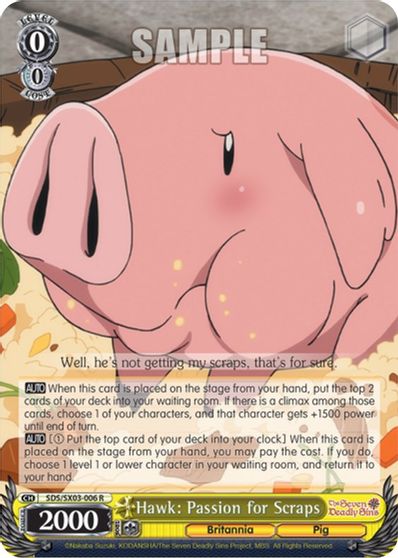 LEVEL
0
0
COST
SAMPLE
Well, he's not getting my scraps, that's for sure.
AUTO When this card is placed on the stage from your hand, put the top 2
cards of your deck into your waiting room. If there is a climax among those
cards, choose 1 of your characters, and that character gets +1500 power
until end of turn.
AUTO [① Put the top card of your deck into your clock] When this card is
placed on the stage from your hand, you may pay the cost. If you do,
choose 1 level 1 or lower character in your waiting room, and return it to
your hand.
CH SDS/SX03-006 R
Hawk: Passion for Scraps
The Seven Deadly Sins
2000
Britannia
Pig
©Nakaba Suzuki, KODANSHA/The Seven Deadly Sins Project, MBS. All Rights Reserved.